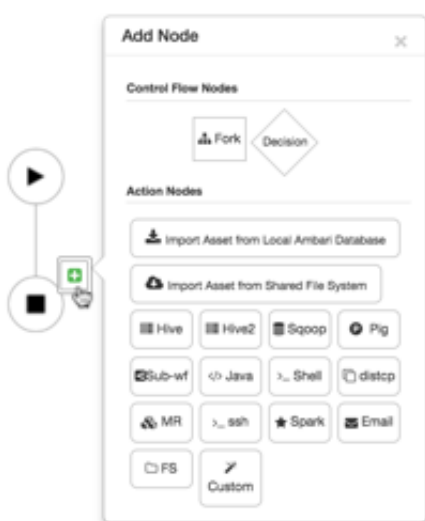 Add Node
Control Flow Nodes
Fork Decision
Action Nodes
Import Asset from Local Ambari Database
Import Asset from Shared File System
Hive Hive2 Sqoop Pig
Sub-wf Java Shell distcp
MR ssh Spark Email
FS Custom